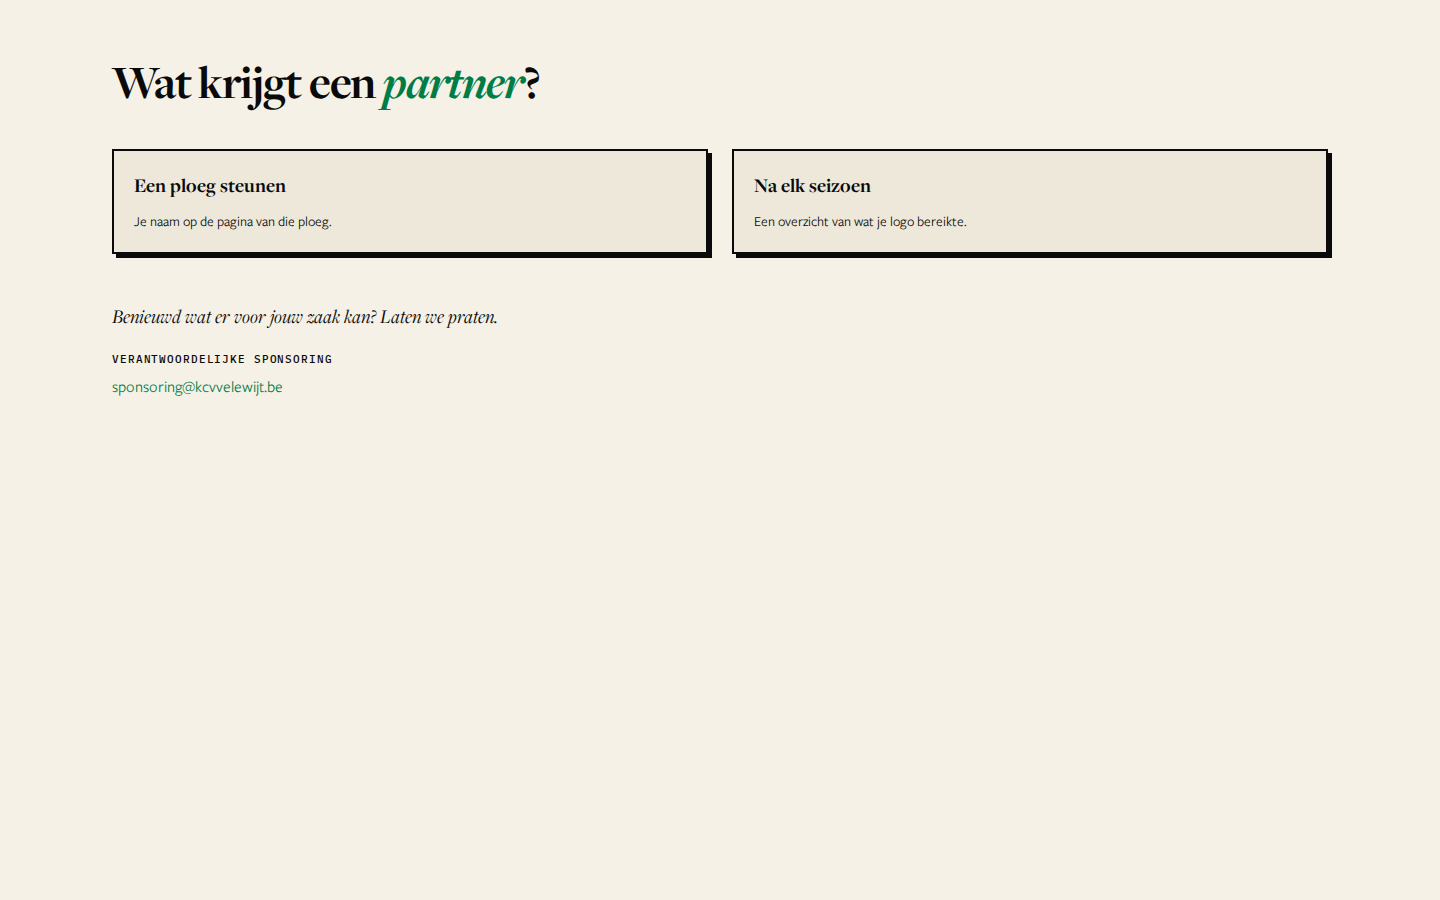 Wat krijgt een partner?
Een ploeg steunen
Je naam op de pagina van die ploeg.
Na elk seizoen
Een overzicht van wat je logo bereikte.
Benieuwd wat er voor jouw zaak kan? Laten we praten.
VERANTWOORDELIJKE SPONSORING
sponsoring@kcvvelewijt.be